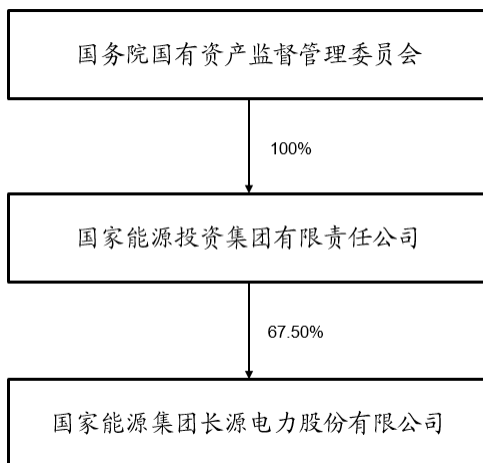 国务院国有资产监督管理委员会
100%
国家能源投资集团有限责任公司
67.50%
国家能源集团长源电力股份有限公司